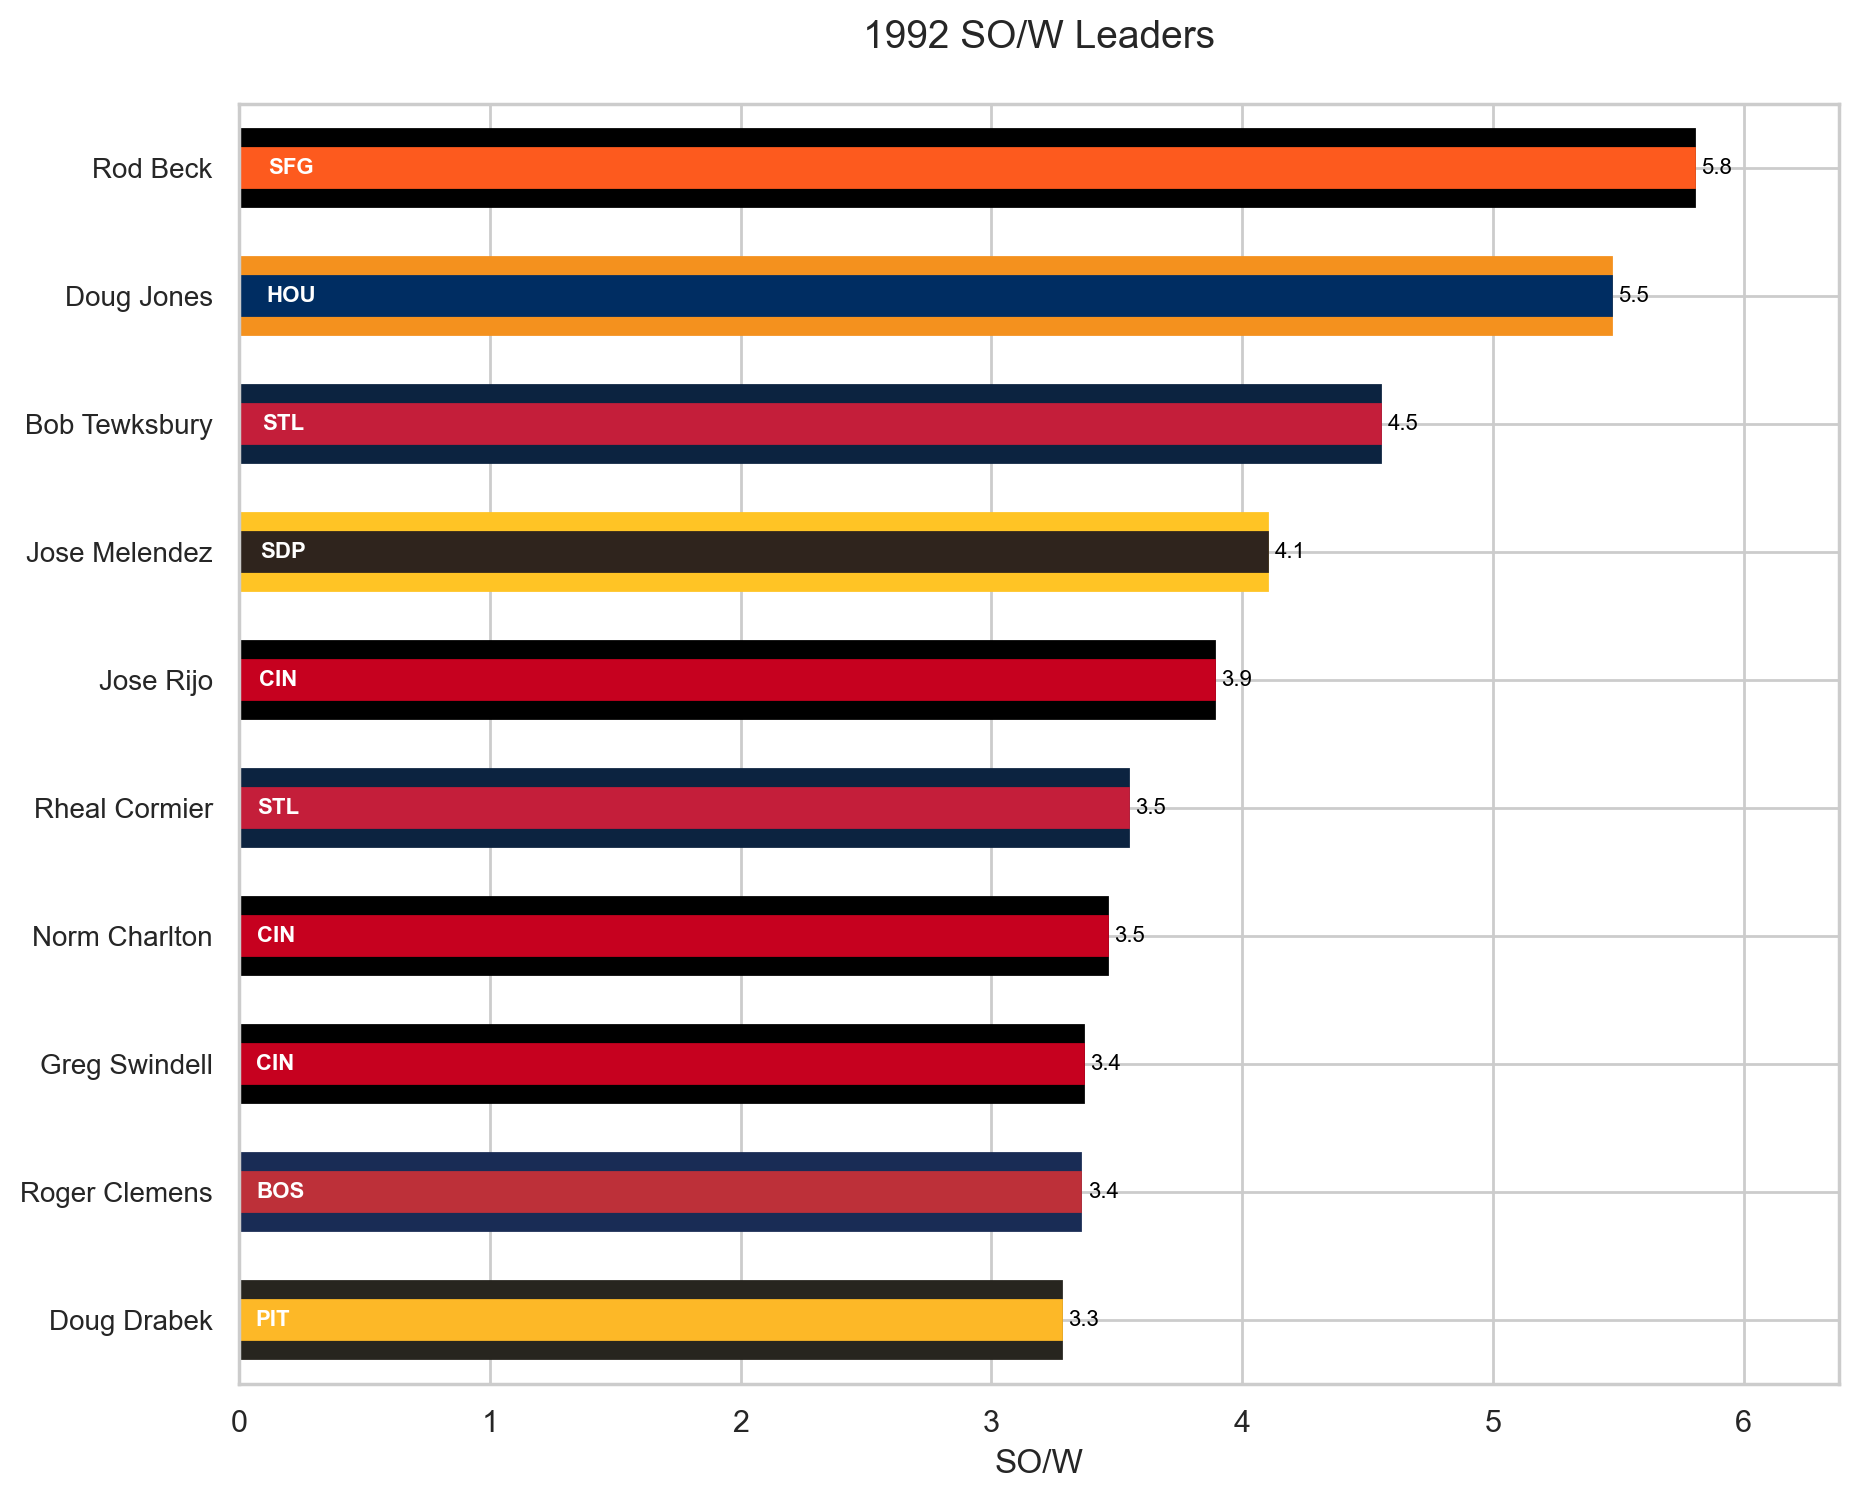 1992 SO/W Leaders
Rod Beck SFG 5.8
Doug Jones HOU 5.5
Bob Tewksbury STL 4.5
Jose Melendez SDP 4.1
Jose Rijo CIN 3.9
Rheal Cormier STL 3.5
Norm Charlton CIN 3.5
Greg Swindell CIN 3.4
Roger Clemens BOS 3.4
Doug Drabek PIT 3.3
0 1 2 3 4 5 6
SO/W